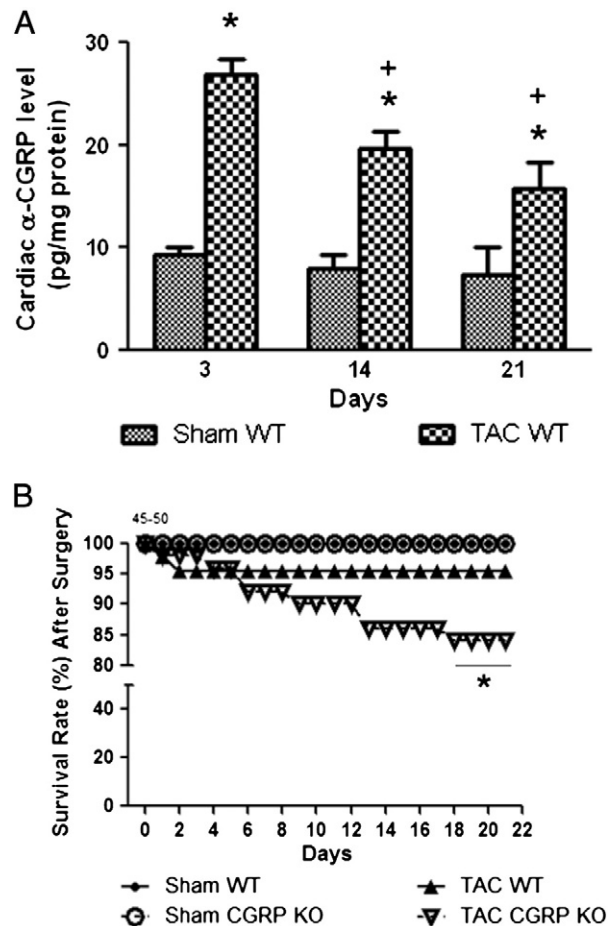 A
Cardiac α-CGRP level
(pg/mg protein)
30
20
10
0
*
+
*
+
*
3 14 21
Days
Sham WT TAC WT
B
45-50
Survival Rate (%) After Surgery
100
95
90
85
80
40
20
0
*
0 2 4 6 8 10 12 14 16 18 20 22
Days
Sham WT TAC WT
Sham CGRP KO TAC CGRP KO